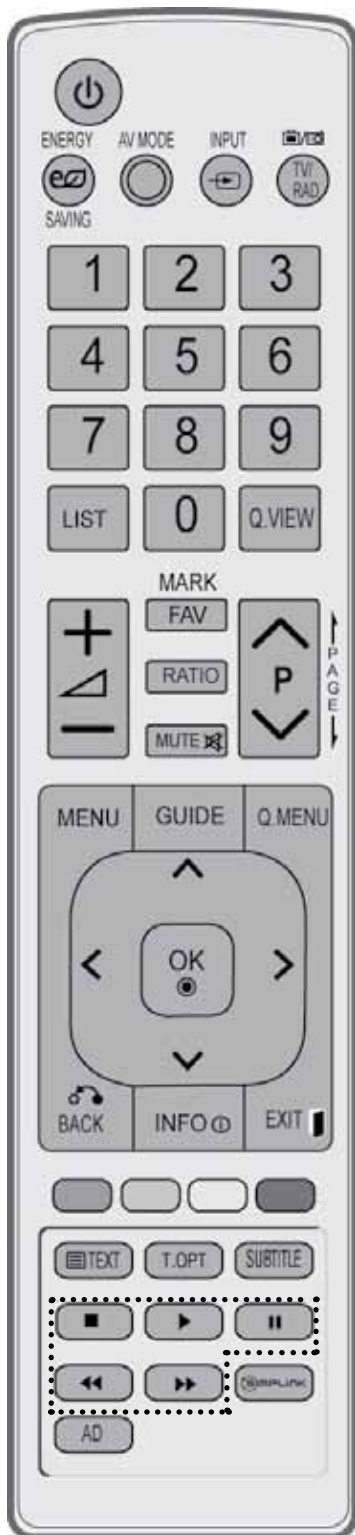 ENERGY AV MODE INPUT
TV/
RAD
SAVING
1 2 3
4 5 6
7 8 9
LIST 0 Q.VIEW
MARK
FAV
P
PAGE
RATIO
MUTE
MENU GUIDE Q.MENU
OK
BACK INFO EXIT
TEXT T.OPT SUBTITLE
SIMPLINK
AD